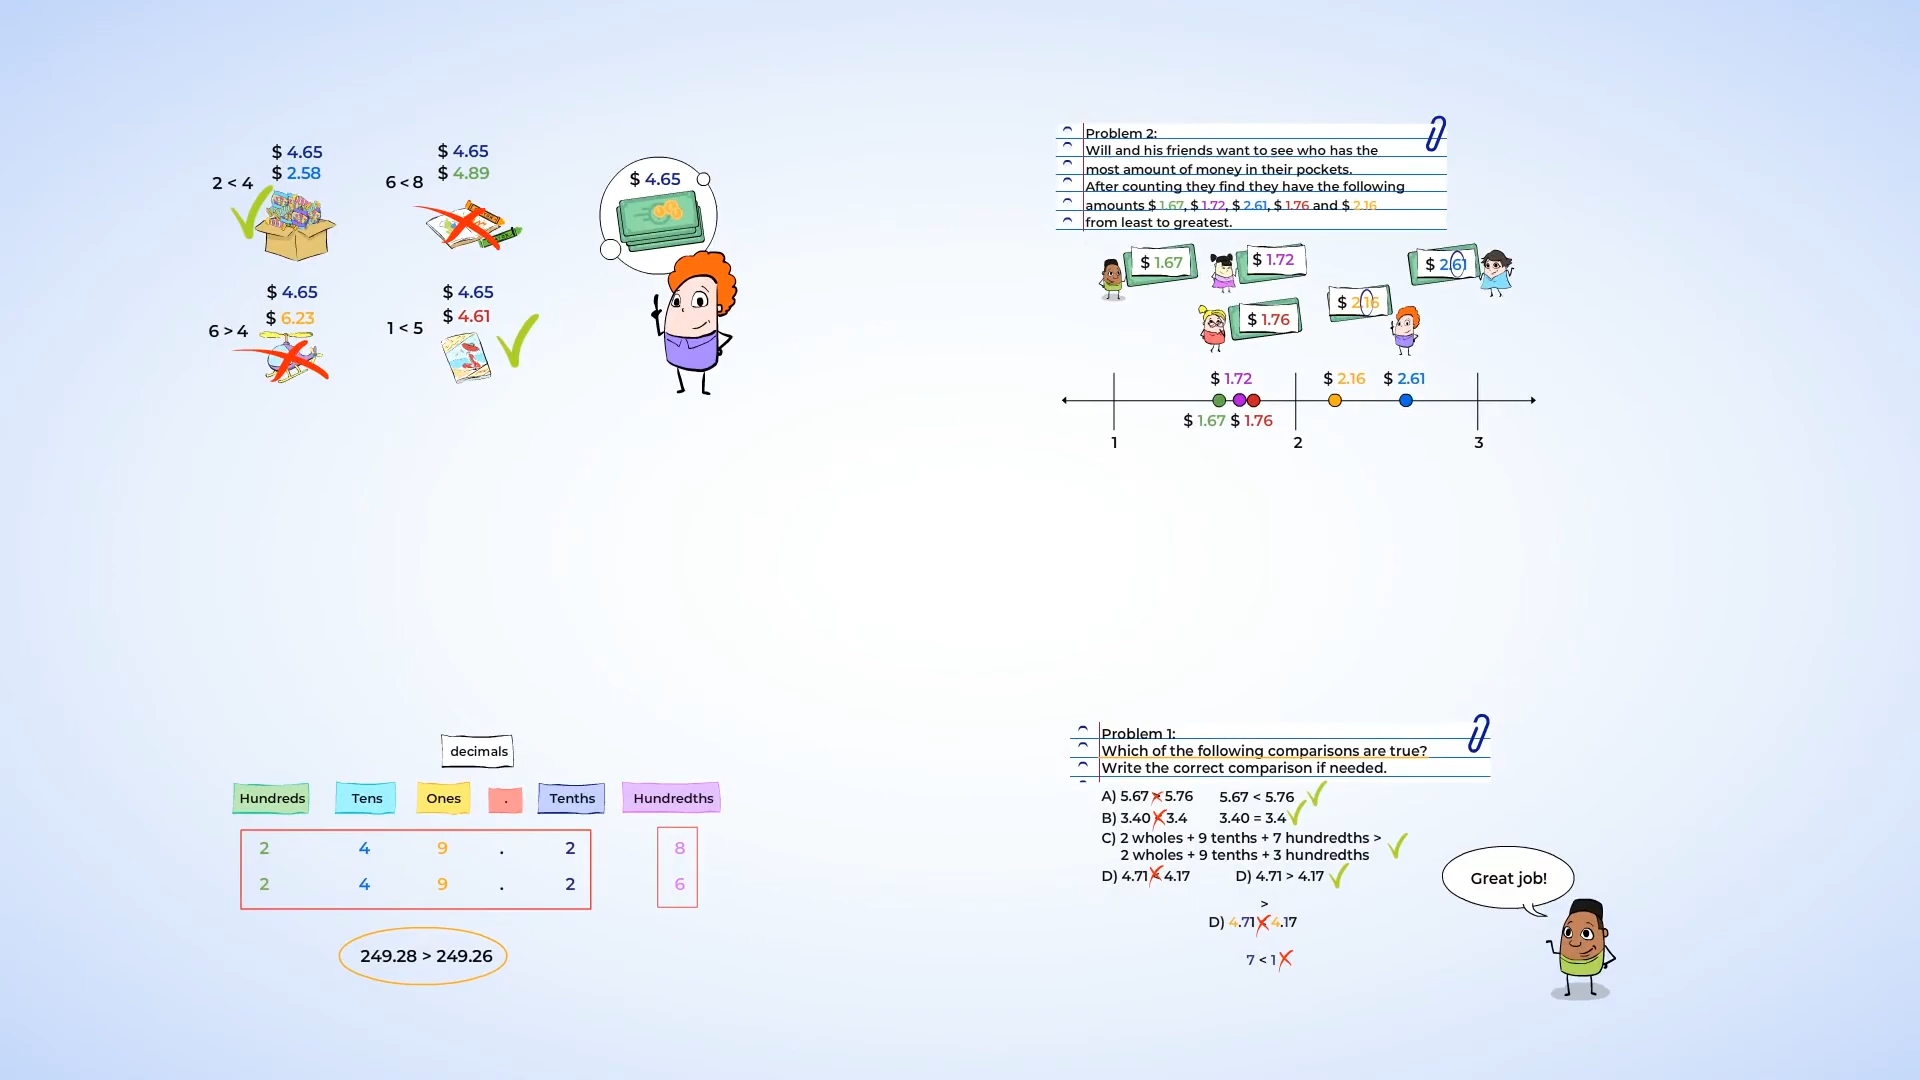 $ 4.65
$ 2.58
2 < 4
$ 4.65
$ 4.89
6 < 8
$ 4.65
$ 6.23
6 > 4
$ 4.65
$ 4.61
1 < 5
$ 4.65
Problem 2:
Will and his friends want to see who has the
most amount of money in their pockets.
After counting they find they have the following
amounts $ 1.67, $ 1.72, $ 2.61, $ 1.76 and $ 2.16
from least to greatest.
$ 1.67
$ 1.72
$ 2.61
$ 1.76
$ 2.16
$ 1.72
$ 2.16
$ 2.61
$ 1.67 $ 1.76
1
2
3
decimals
Hundreds Tens Ones . Tenths Hundredths
2 4 9 . 2 8
2 4 9 . 2 6
249.28 > 249.26
Problem 1:
Which of the following comparisons are true?
Write the correct comparison if needed.
A) 5.67 > 5.76 5.67 < 5.76
B) 3.40 3.4 3.40 = 3.4
C) 2 wholes + 9 tenths + 7 hundredths >
2 wholes + 9 tenths + 3 hundredths
D) 4.71 4.17 D) 4.71 > 4.17
>
D) 4.71 4.17
7 < 1
Great job!